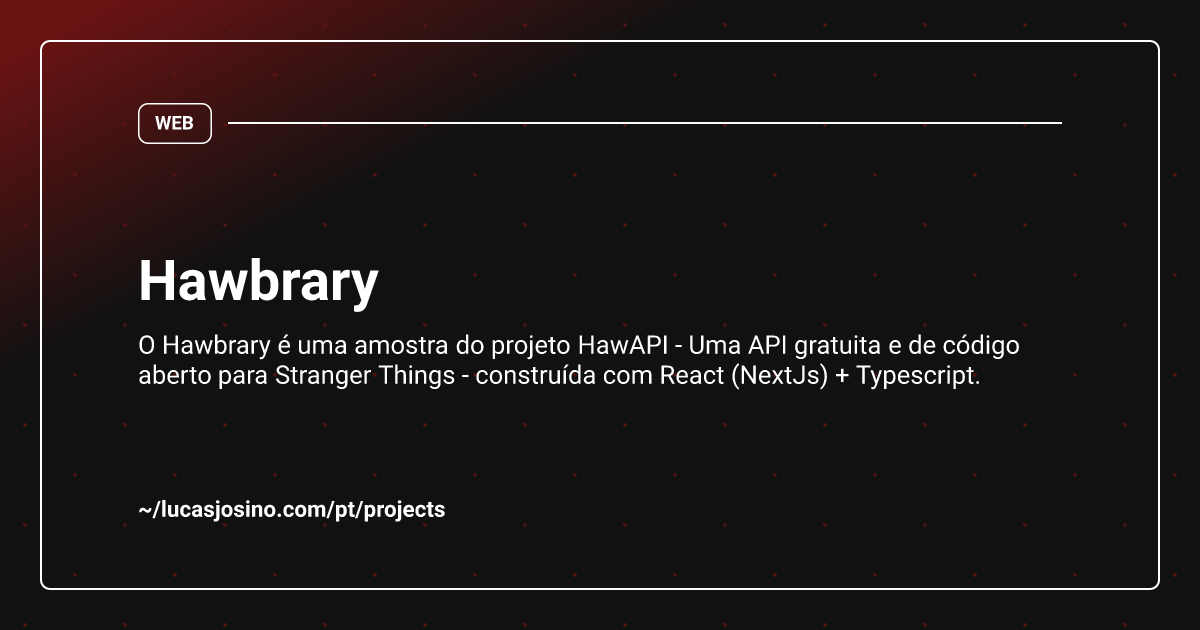 WEB
Hawbrary
O Hawbrary é uma amostra do projeto HawAPI - Uma API gratuita e de código
aberto para Stranger Things - construída com React (NextJs) + Typescript.
~/lucasjosino.com/pt/projects